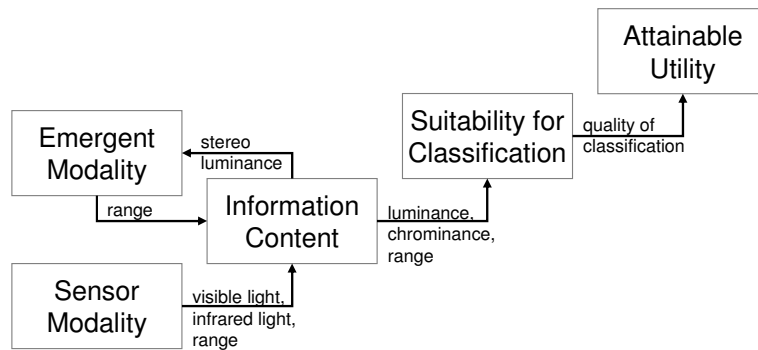 Attainable
Utility
Suitability for
Classification
quality of
classification
Emergent
Modality
stereo
luminance
range
Information
Content
luminance,
chrominance,
range
Sensor
Modality
visible light,
infrared light,
range